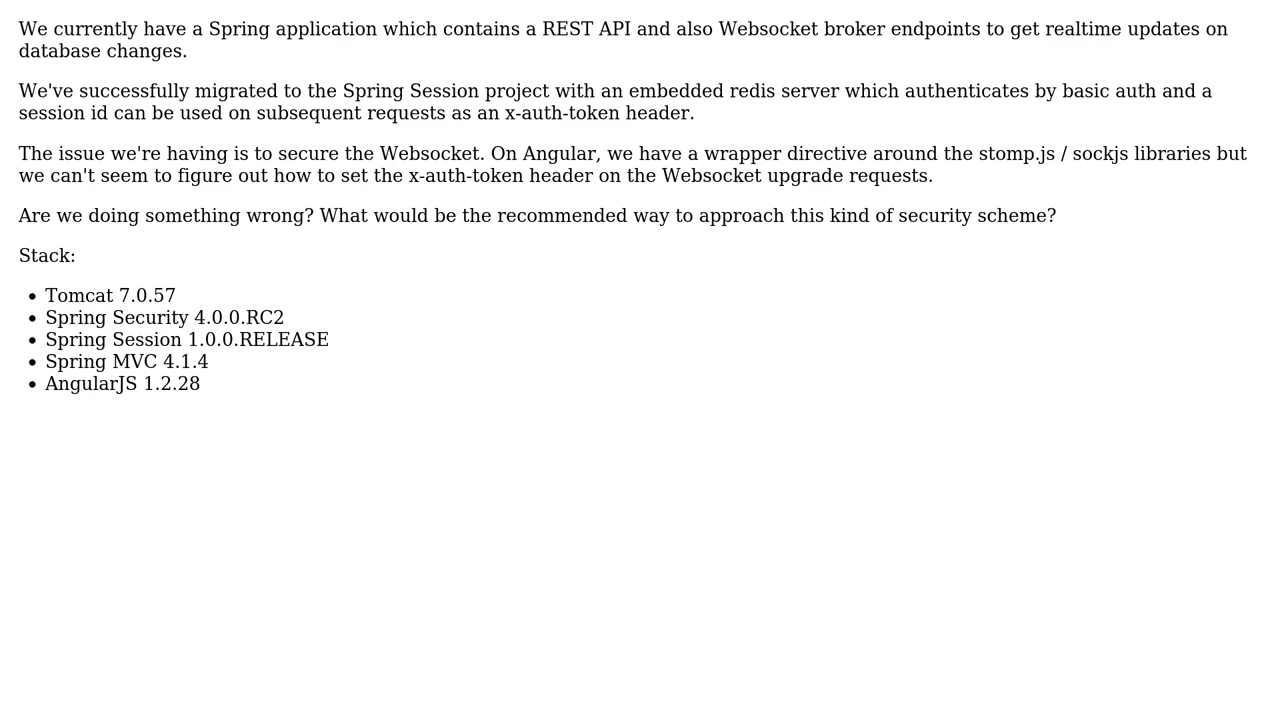 We currently have a Spring application which contains a REST API and also Websocket broker endpoints to get realtime updates on
database changes.
We've successfully migrated to the Spring Session project with an embedded redis server which authenticates by basic auth and a
session id can be used on subsequent requests as an x-auth-token header.
The issue we're having is to secure the Websocket. On Angular, we have a wrapper directive around the stomp.js / sockjs libraries but
we can't seem to figure out how to set the x-auth-token header on the Websocket upgrade requests.
Are we doing something wrong? What would be the recommended way to approach this kind of security scheme?
Stack:
• Tomcat 7.0.57
• Spring Security 4.0.0.RC2
• Spring Session 1.0.0.RELEASE
• Spring MVC 4.1.4
• AngularJS 1.2.28